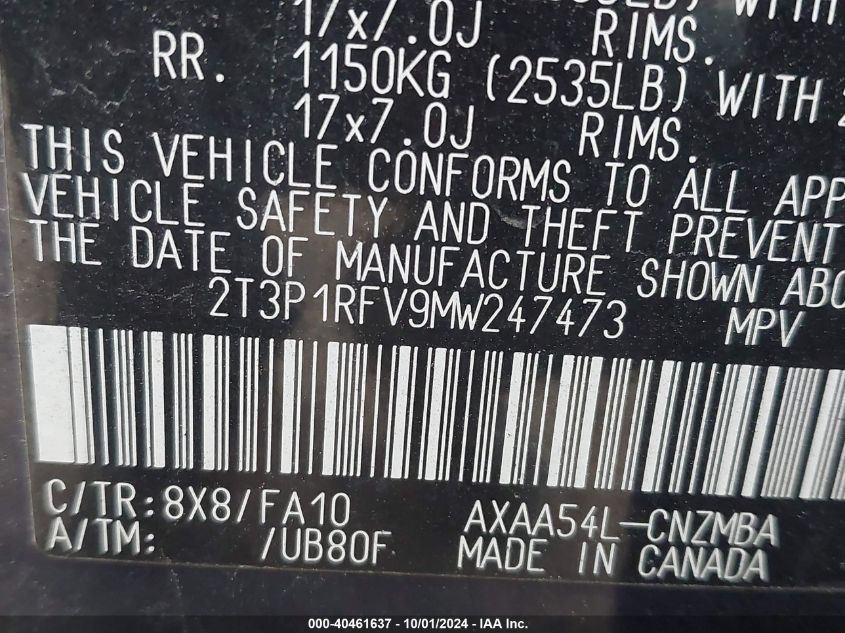 17x7.0J RIMS.
RR. 1150KG (2535LB) WITH
17x7.0J RIMS.
THIS VEHICLE CONFORMS TO ALL
VEHICLE SAFETY AND THEFT PREVENT
THE DATE OF MANUFACTURE SHOWN
2T3P1RFV9MW247473 MPV
C/TR:8X8/FA10 AXAA54L-CNZMBA
A/TM: /UB80F MADE IN CANADA
000-40461637 - 10/01/2024 - IAA Inc.